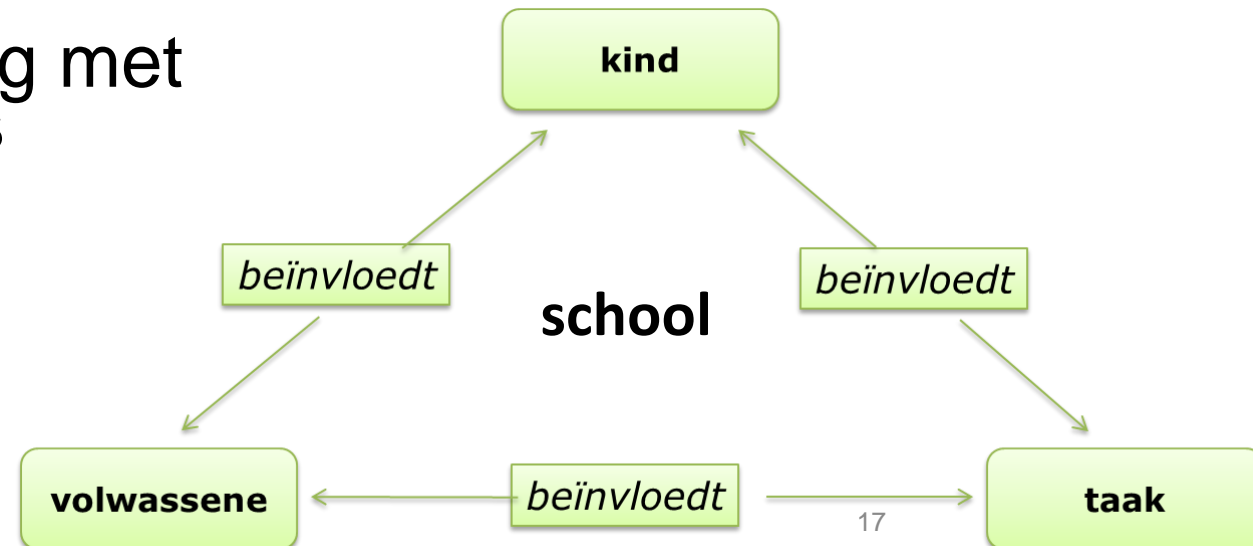 g met
s
kind
beïnvloedt
beïnvloedt
school
volwassene
beïnvloedt
taak
17